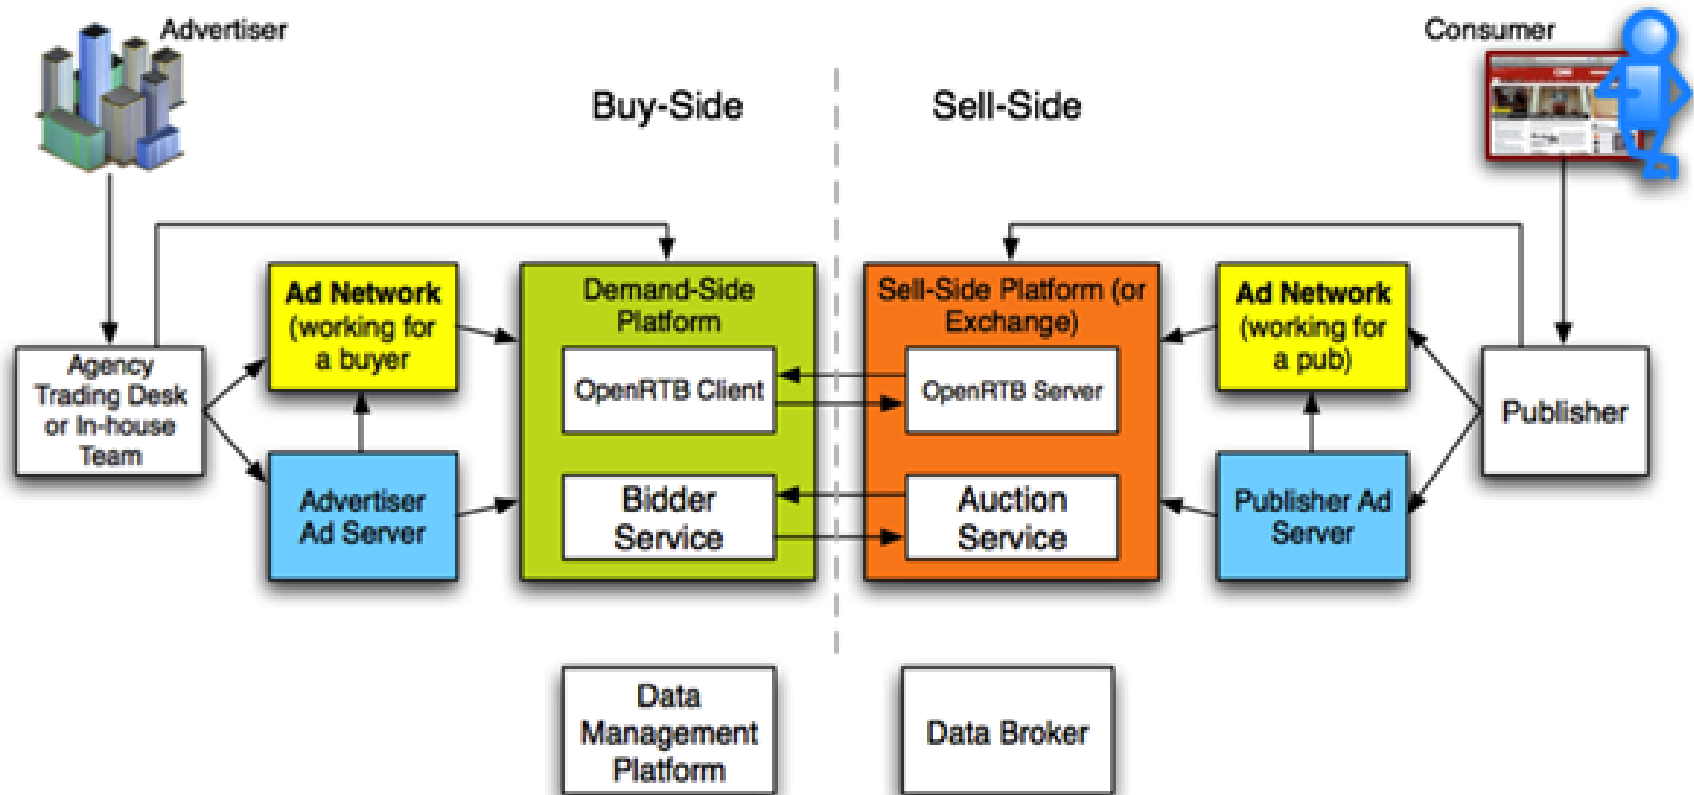 Advertiser
Consumer
Buy-Side
Sell-Side
Ad Network
(working for
a buyer
Demand-Side
Platform
Sell-Side Platform (or
Exchange)
Ad Network
(working for
a pub)
Agency
Trading Desk
or In-house
Team
OpenRTB Client
OpenRTB Server
Publisher
Advertiser
Ad Server
Bidder
Service
Auction
Service
Publisher Ad
Server
Data
Management
Platform
Data Broker